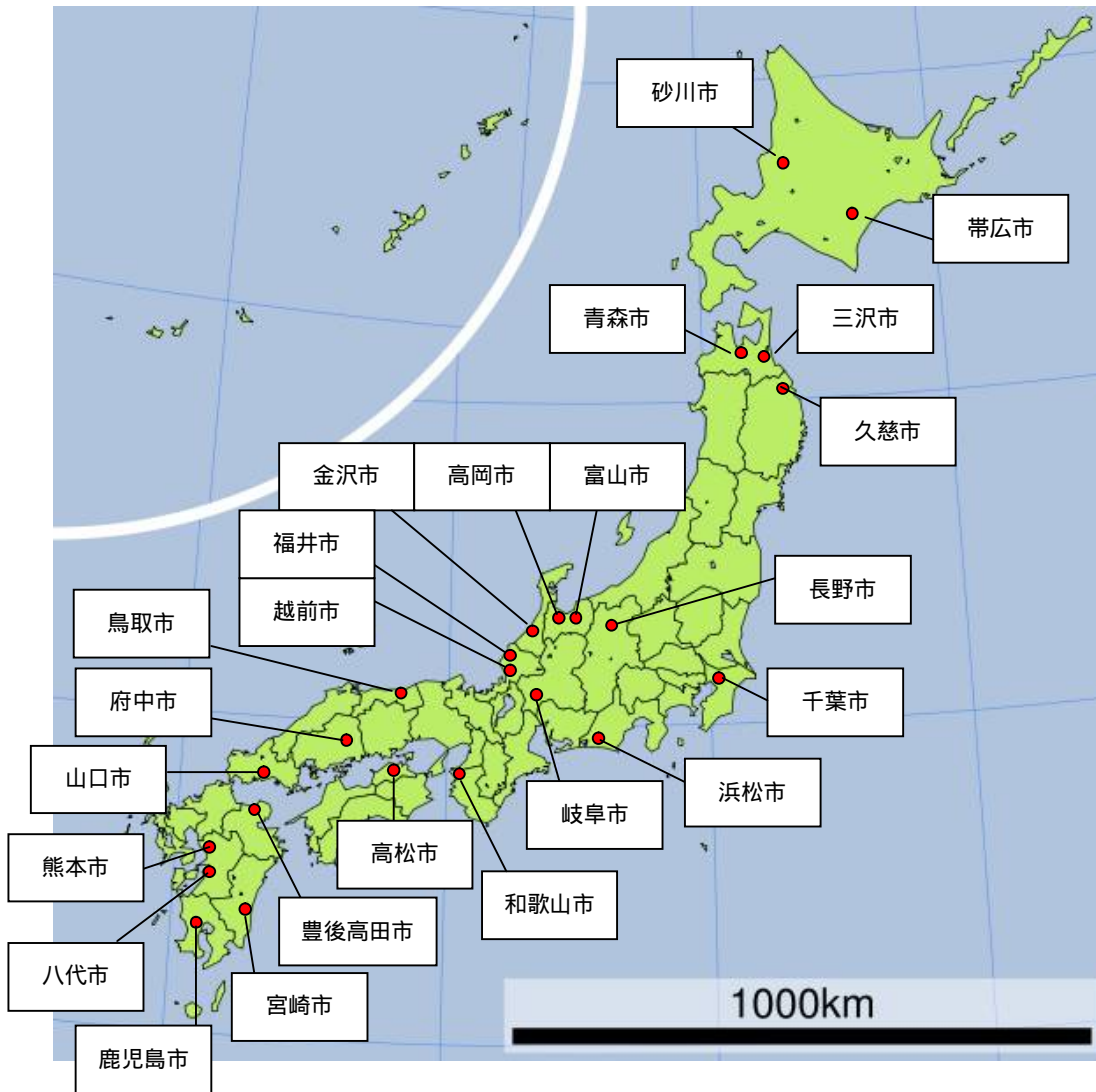 砂川市
帯広市
青森市
三沢市
久慈市
金沢市
高岡市
富山市
福井市
越前市
長野市
鳥取市
府中市
千葉市
山口市
浜松市
岐阜市
高松市
熊本市
和歌山市
豊後高田市
八代市
宮崎市
1000km
鹿児島市